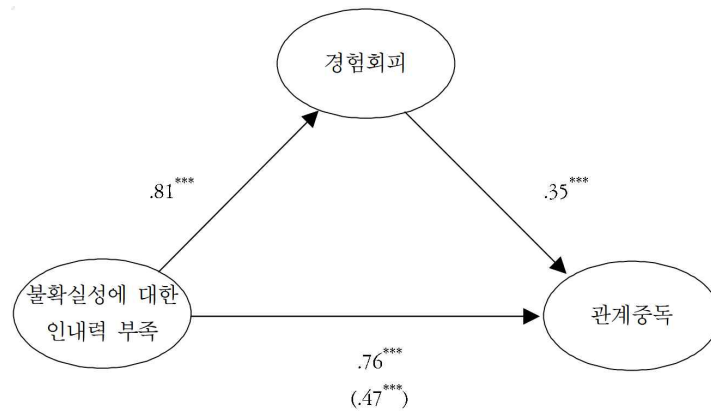 경험회피
.81***
.35***
불확실성에 대한
인내력 부족
관계중독
.76***
(.47***)